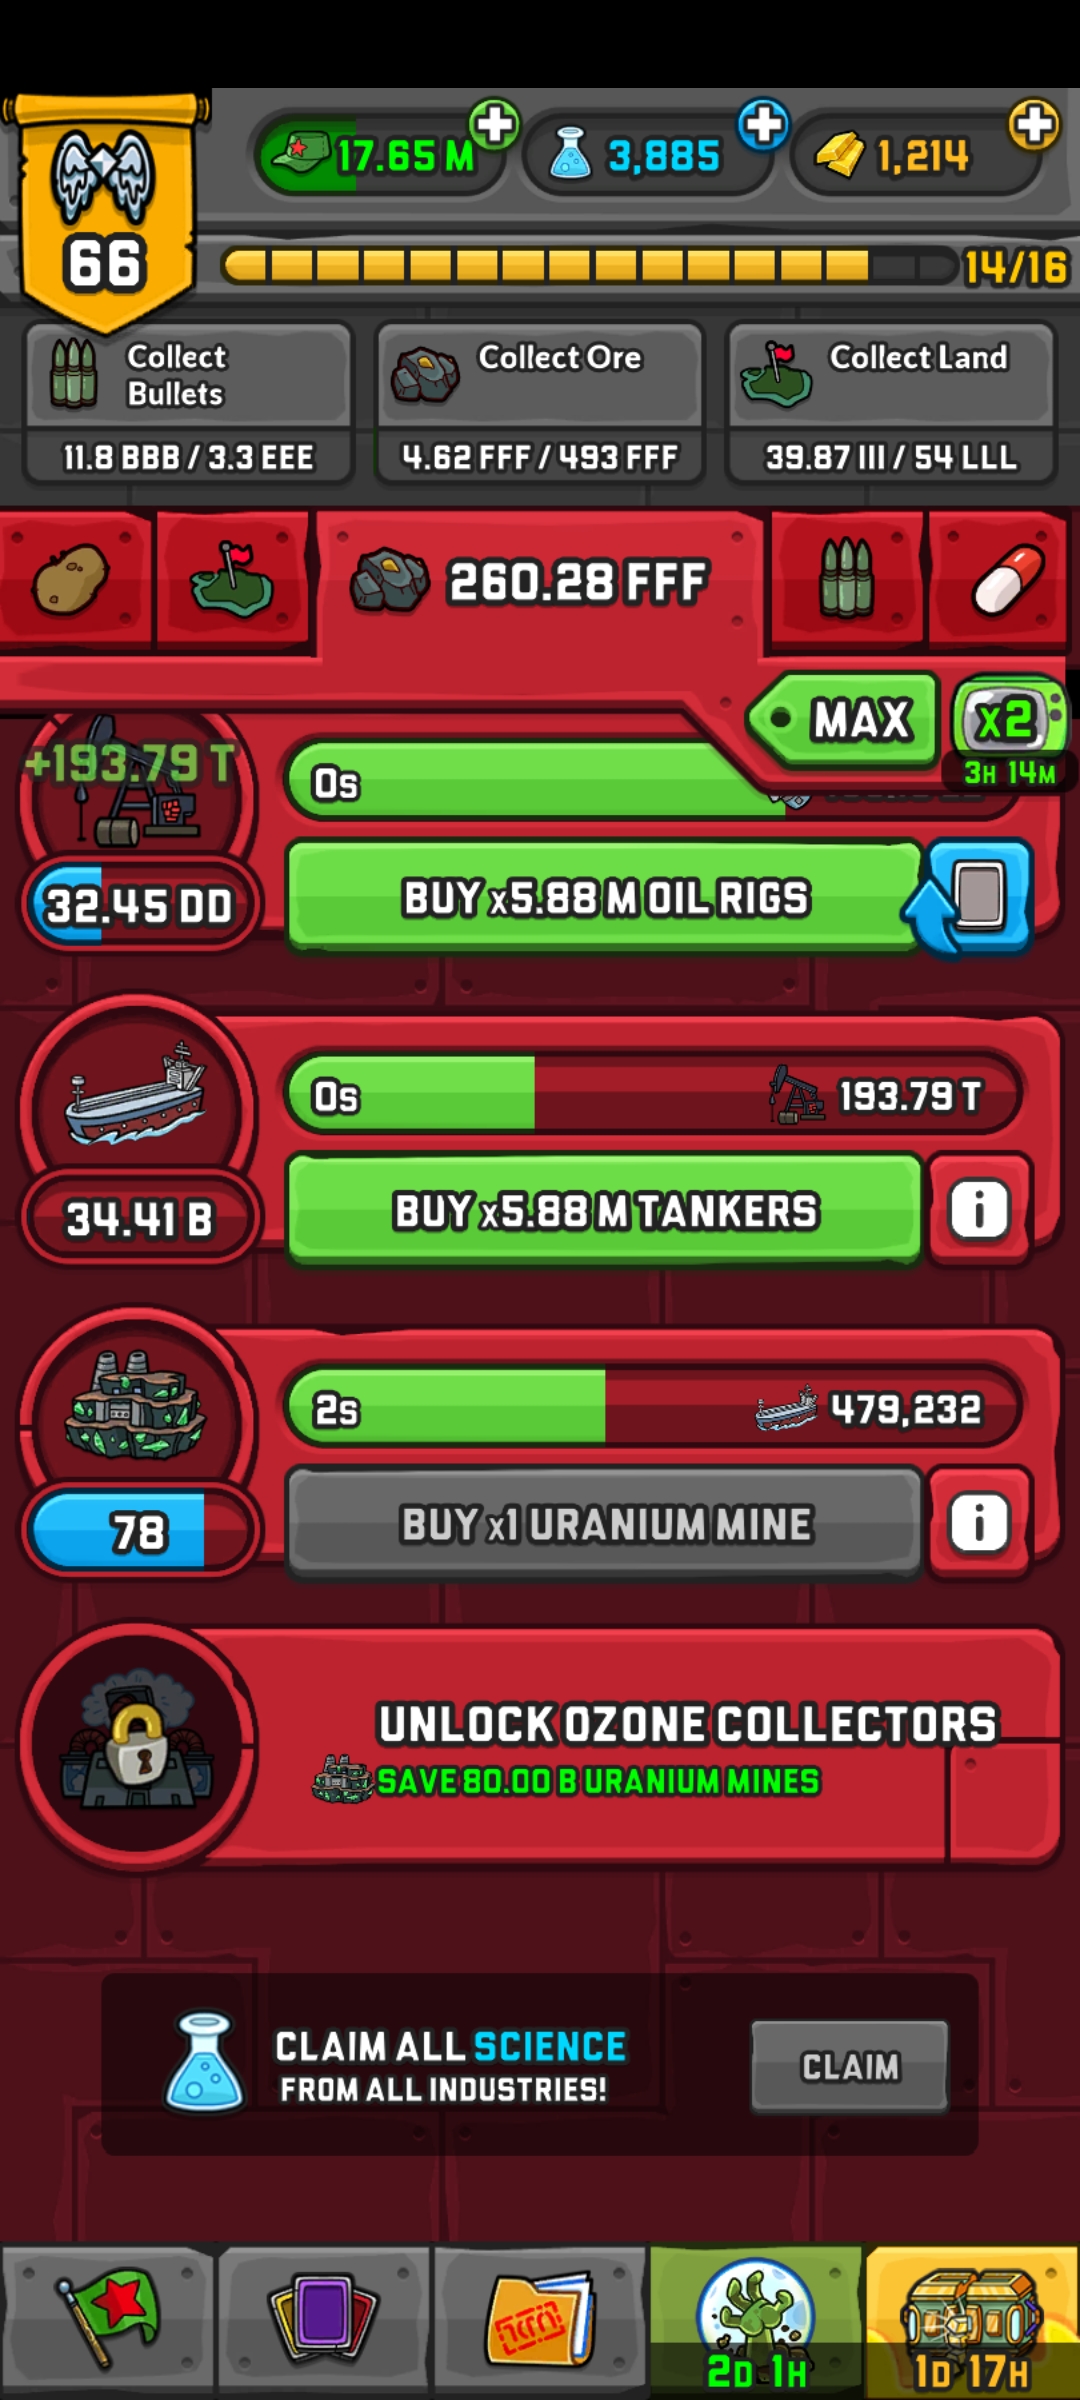 17.65 M
3,885
1,214
66
14/16
Collect
Bullets
11.8 BBB / 3.3 EEE
Collect Ore
4.62 FFF / 493 FFF
Collect Land
39.87 III / 54 LLL
260.28 FFF
MAX
x2
3H 14M
+193.79 T
0s
32.45 DD
BUY x5.88 M OIL RIGS
0s
193.79 T
34.41 B
BUY x5.88 M TANKERS
i
2s
479,232
78
BUY x1 URANIUM MINE
i
UNLOCK OZONE COLLECTORS
SAVE 80.00 B URANIUM MINES
CLAIM ALL SCIENCE
FROM ALL INDUSTRIES!
CLAIM
2D 1H
1D 17H